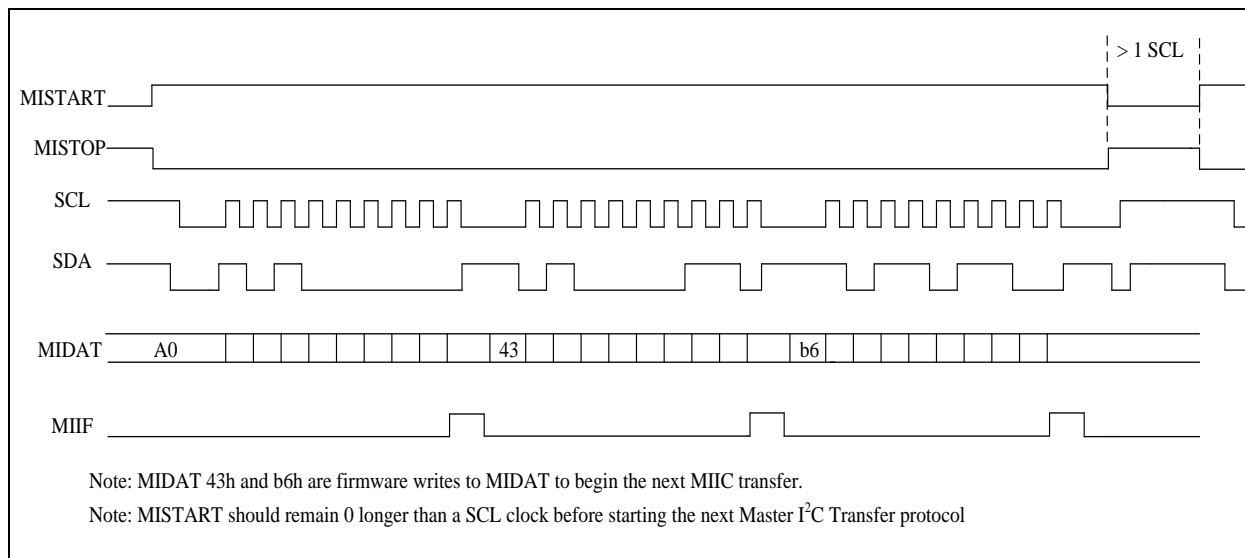 > 1 SCL
MISTART
MISTOP
SCL
SDA
MIDAT A0 43 b6
MIIF
Note: MIDAT 43h and b6h are firmware writes to MIDAT to begin the next MIIC transfer.
Note: MISTART should remain 0 longer than a SCL clock before starting the next Master I²C Transfer protocol